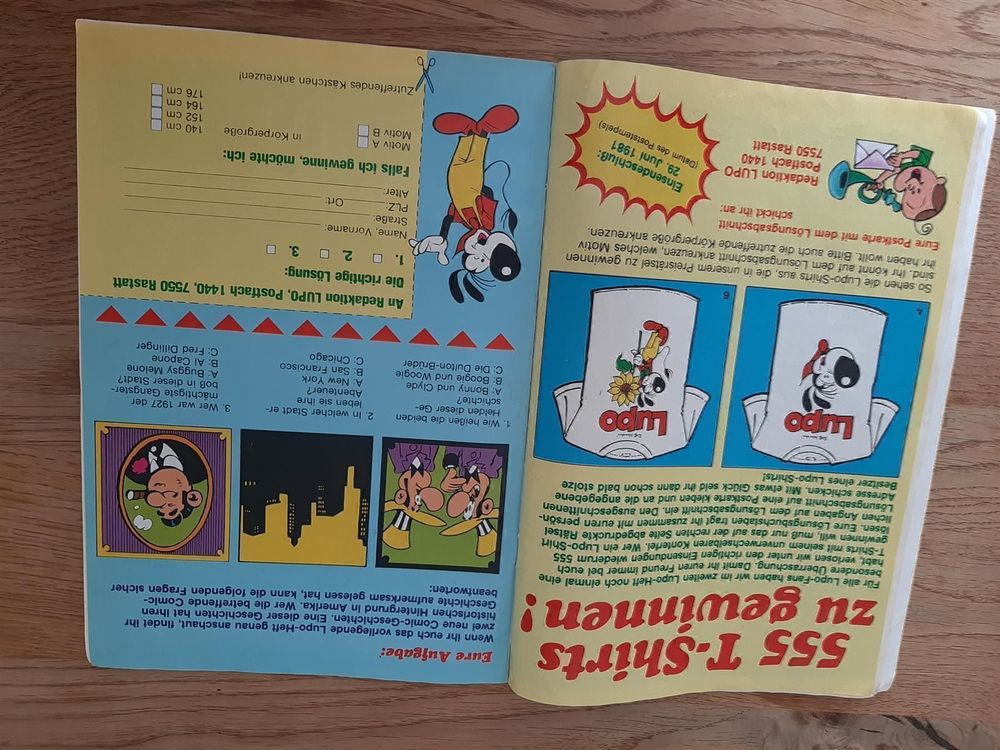 555 T-Shirts
zu gewinnen!
Für alle Lupo-Fans haben wir im zweiten Lupo-Heft noch einmal eine
besondere Überraschung. Damit Ihr euren Freund immer bei euch
habt, verlosen wir unter den richtigen Einsendungen wiederum 555
T-Shirts mit seinem unverwechselbaren Konterfei. Wer ein Lupo-Shirt
gewinnen will, muß nur das auf der rechten Seite abgedruckte Rätsel
lösen. Eure Lösungsbuchstaben tragt Ihr zusammen mit euren persön-
lichen Angaben auf dem Lösungsabschnitt ein. Den ausgeschnittenen
Lösungsabschnitt auf eine Postkarte kleben und an die angegebene
Adresse schicken. Mit etwas Glück seid Ihr dann schon bald stolze
Besitzer eines Lupo-Shirts!
Lupo
Lupo
A
B
So sehen die Lupo-Shirts aus, die in unserem Preisrätsel zu gewinnen
sind. Ihr könnt auf dem Lösungsabschnitt ankreuzen, welches Motiv
Ihr haben wollt. Bitte auch die zutreffende Körpergröße ankreuzen.
Eure Postkarte mit dem Lösungsabschnitt
schickt ihr an:
Redaktion LUPO
Postfach 1440
7550 Rastatt
Einsendeschluß:
29. Juni 1981
(Datum des Poststempels)
Eure Aufgabe:
Wenn Ihr euch das vorliegende Lupo-Heft genau anschaut, findet Ihr
zwei neue Comic-Geschichten. Eine dieser Geschichten hat ihren
historischen Hintergrund in Amerika. Wer die betreffende Comic-
Geschichte aufmerksam gelesen hat, kann die folgenden Fragen sicher
beantworten:
1. Wie heißen die beiden
Helden dieser Ge-
schichte?
A: Bonny und Clyde
B: Boogie und Woogie
C: Die Dutton-Brüder
2. In welcher Stadt er-
leben sie ihre
Abenteuer?
A: New York
B: San Francisco
C: Chicago
3. Wer war 1927 der
mächtigste Gangster-
boß in dieser Stadt?
A: Buggsy Melone
B: Al Capone
C: Fred Dillinger
An Redaktion LUPO, Postfach 1440, 7550 Rastatt
Die richtige Lösung:
1. 2. 3.
Name, Vorname:
Straße:
PLZ: Ort:
Alter:
Falls ich gewinne, möchte ich:
Motiv A
Motiv B
in Körpergröße
140 cm
152 cm
164 cm
176 cm
Zutreffendes Kästchen ankreuzen!